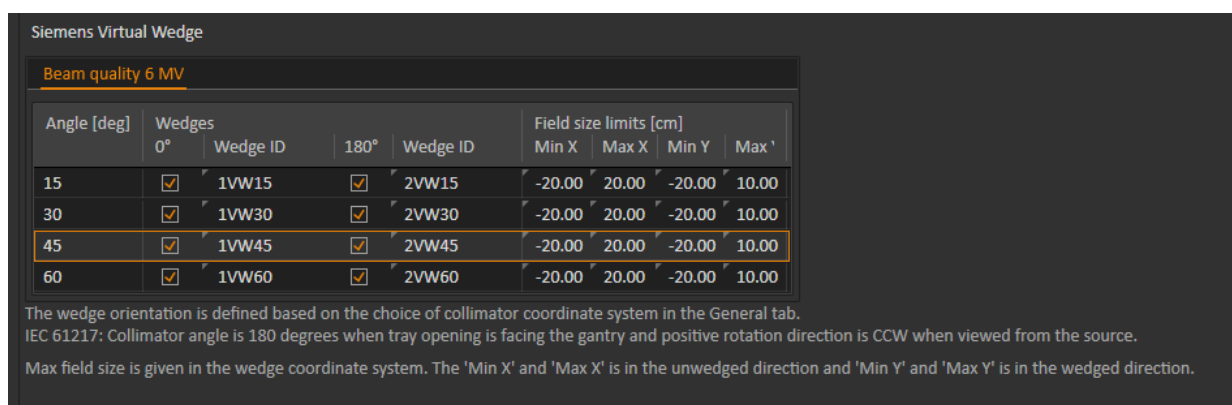 Siemens Virtual Wedge
Beam quality 6 MV
Angle [deg] Wedges Field size limits [cm]
0° Wedge ID 180° Wedge ID Min X Max X Min Y Max
15 1VW15 2VW15 -20.00 20.00 -20.00 10.00
30 1VW30 2VW30 -20.00 20.00 -20.00 10.00
45 1VW45 2VW45 -20.00 20.00 -20.00 10.00
60 1VW60 2VW60 -20.00 20.00 -20.00 10.00
The wedge orientation is defined based on the choice of collimator coordinate system in the General tab.
IEC 61217: Collimator angle is 180 degrees when tray opening is facing the gantry and positive rotation direction is CCW when viewed from the source.
Max field size is given in the wedge coordinate system. The 'Min X' and 'Max X' is in the unwedged direction and 'Min Y' and 'Max Y' is in the wedged direction.